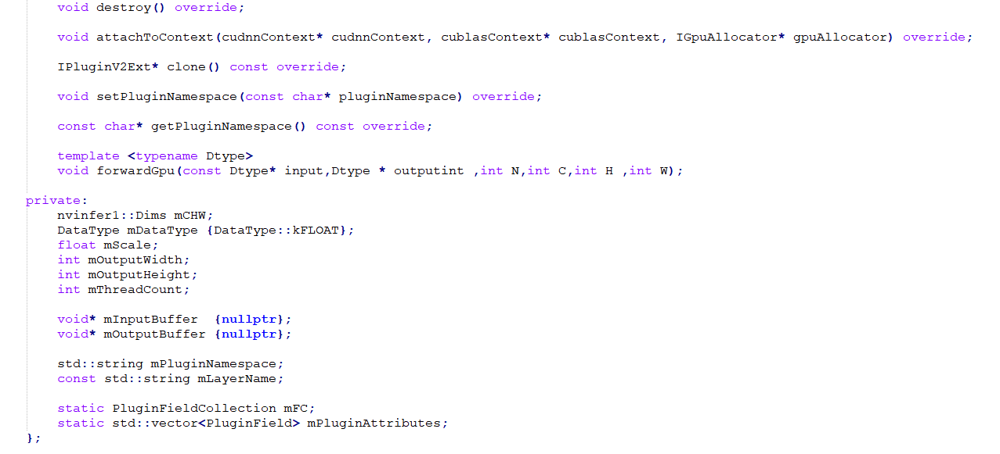 void destroy() override;
void attachToContext(cudnnContext* cudnnContext, cublasContext* cublasContext, IGpuAllocator* gpuAllocator) override;
IPluginV2Ext* clone() const override;
void setPluginNamespace(const char* pluginNamespace) override;
const char* getPluginNamespace() const override;
template <typename Dtype>
void forwardGpu(const Dtype* input,Dtype * outputint ,int N,int C,int H ,int W);
private:
nvinfer1::Dims mCHW;
DataType mDataType {DataType::kFLOAT};
float mScale;
int mOutputWidth;
int mOutputHeight;
int mThreadCount;
void* mInputBuffer  {nullptr};
void* mOutputBuffer {nullptr};
std::string mPluginNamespace;
const std::string mLayerName;
static PluginFieldCollection mFC;
static std::vector<PluginField> mPluginAttributes;
};